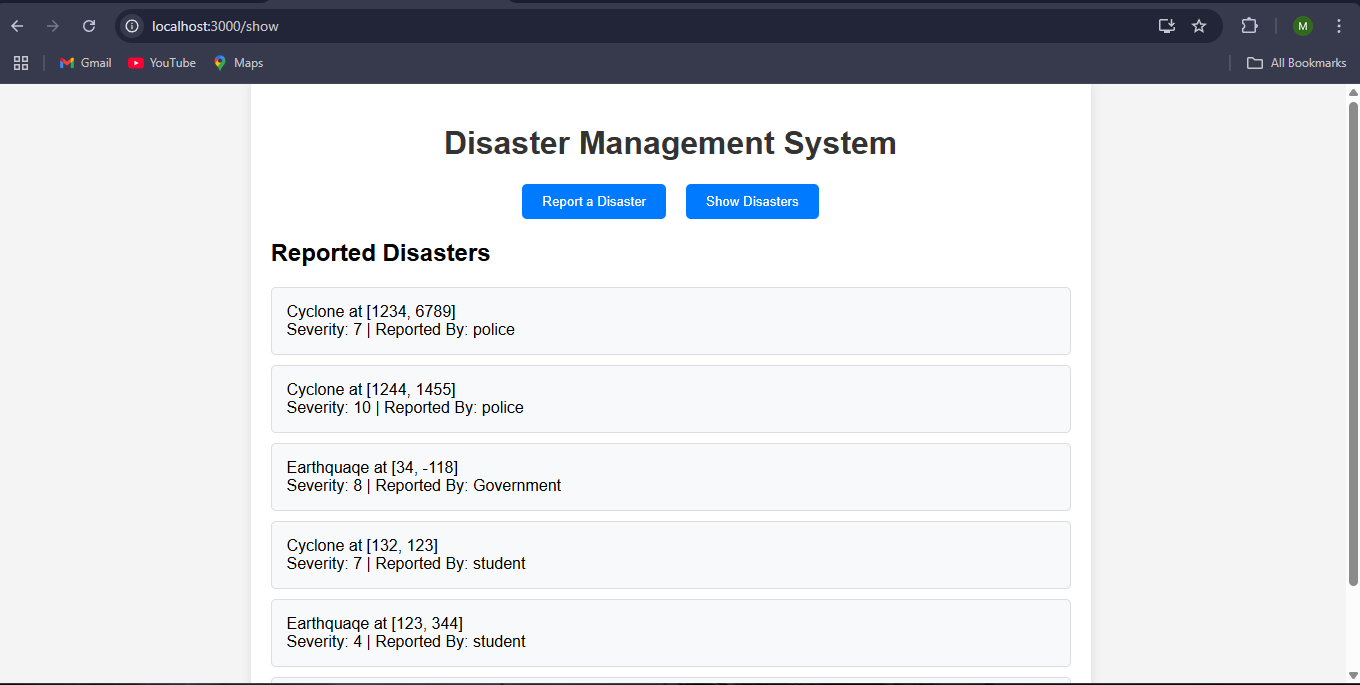 localhost:3000/show
M
Gmail
YouTube
Maps
All Bookmarks
Disaster Management System
Report a Disaster
Show Disasters
Reported Disasters
Cyclone at [1234, 6789]
Severity: 7 | Reported By: police
Cyclone at [1244, 1455]
Severity: 10 | Reported By: police
Earthquaqe at [34, -118]
Severity: 8 | Reported By: Government
Cyclone at [132, 123]
Severity: 7 | Reported By: student
Earthquaqe at [123, 344]
Severity: 4 | Reported By: student